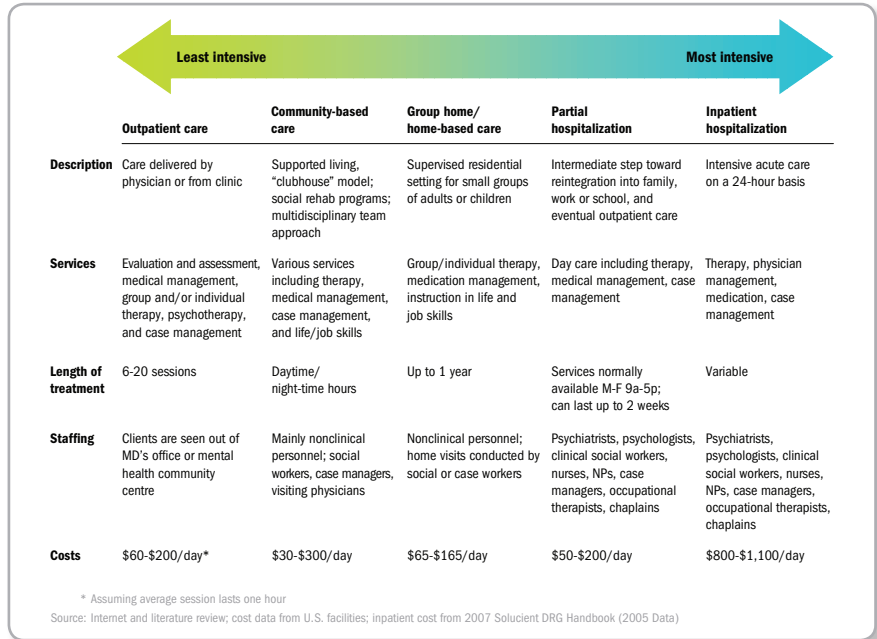 Least intensive
Most intensive
Outpatient care
Community-based
care
Group home/
home-based care
Partial
hospitalization
Inpatient
hospitalization
Description
Care delivered by
physician or from clinic
Supported living,
“clubhouse” model;
social rehab programs;
multidisciplinary team
approach
Supervised residential
setting for small groups
of adults or children
Intermediate step toward
reintegration into family,
work or school, and
eventual outpatient care
Intensive acute care
on a 24-hour basis
Services
Evaluation and assessment,
medical management,
group and/or individual
therapy, psychotherapy,
and case management
Various services
including therapy,
medical management,
case management,
and life/job skills
Group/individual therapy,
medication management,
instruction in life and
job skills
Day care including therapy,
medical management, case
management
Therapy, physician
management,
medication, case
management
Length of
treatment
6-20 sessions
Daytime/
night-time hours
Up to 1 year
Services normally
available M-F 9a-5p;
can last up to 2 weeks
Variable
Staffing
Clients are seen out of
MD’s office or mental
health community
centre
Mainly nonclinical
personnel; social
workers, case managers,
visiting physicians
Nonclinical personnel;
home visits conducted by
social or case workers
Psychiatrists, psychologists,
clinical social workers,
nurses, NPs, case
managers, occupational
therapists, chaplains
Psychiatrists,
psychologists, clinical
social workers, nurses,
NPs, case managers,
occupational therapists,
chaplains
Costs
$60-$200/day*
$30-$300/day
$65-$165/day
$50-$200/day
$800-$1,100/day
* Assuming average session lasts one hour
Source: Internet and literature review; cost data from U.S. facilities; inpatient cost from 2007 Solucient DRG Handbook (2005 Data)